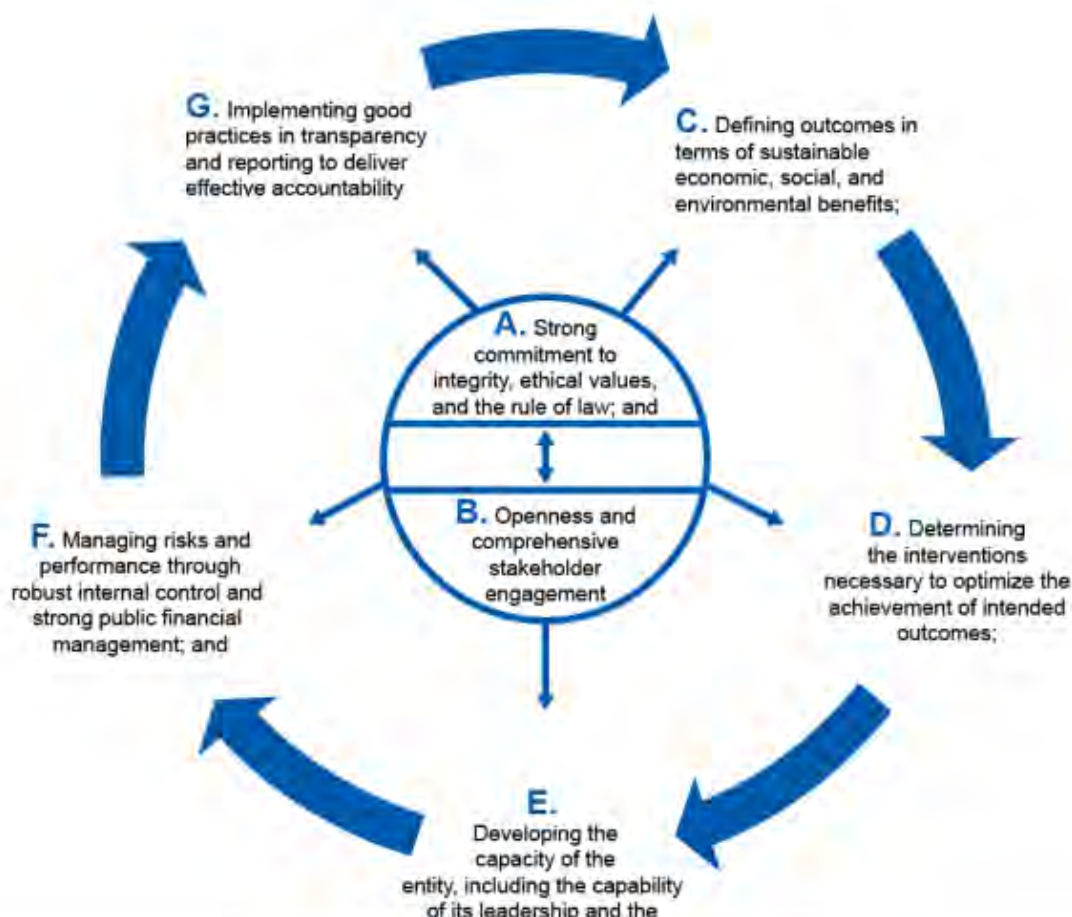 G. Implementing good
practices in transparency
and reporting to deliver
effective accountability
C. Defining outcomes in
terms of sustainable
economic, social, and
environmental benefits;
A. Strong
commitment to
integrity, ethical values,
and the rule of law; and
B. Openness and
comprehensive
stakeholder
engagement
D. Determining
the interventions
necessary to optimize the
achievement of intended
outcomes;
F. Managing risks and
performance through
robust internal control and
strong public financial
management; and
E.
Developing the
capacity of the
entity, including the capability
of its leadership and the